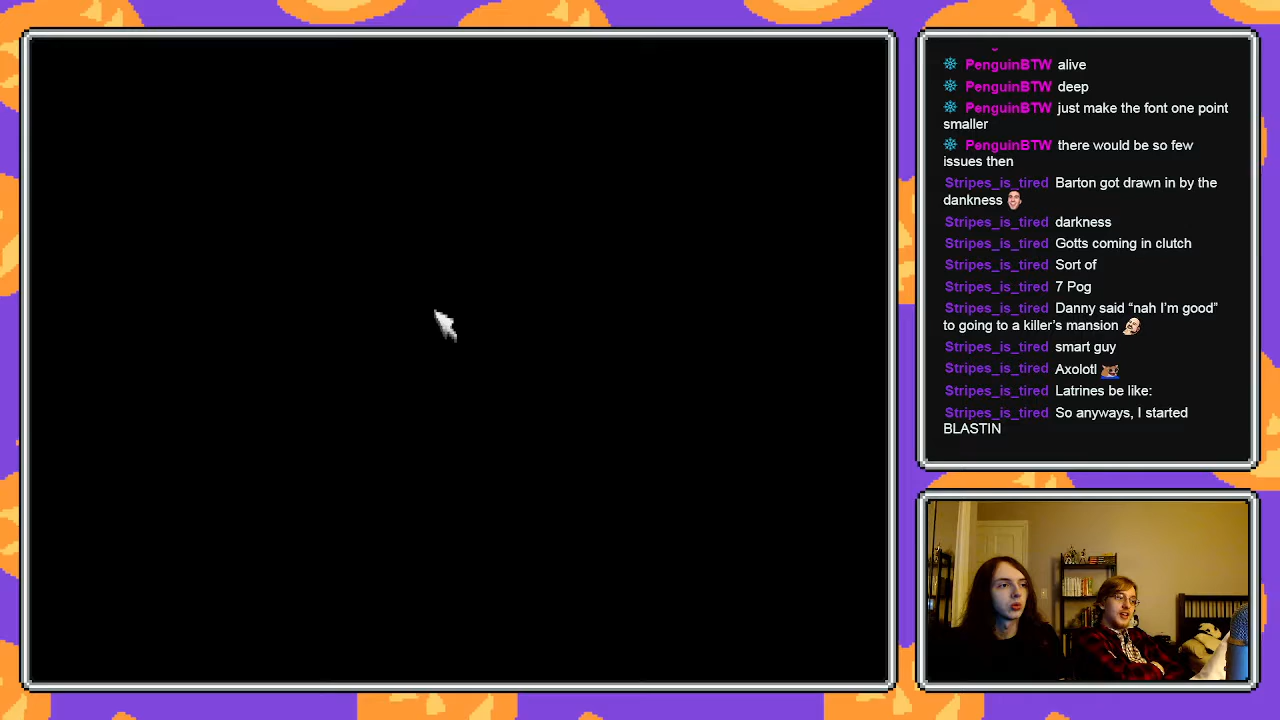 PenguinBTW alive
PenguinBTW deep
PenguinBTW just make the font one point
smaller
PenguinBTW there would be so few
issues then
Stripes_is_tired Barton got drawn in by the
dankness
Stripes_is_tired darkness
Stripes_is_tired Gotts coming in clutch
Stripes_is_tired Sort of
Stripes_is_tired 7 Pog
Stripes_is_tired Danny said “nah I’m good”
to going to a killer’s mansion
Stripes_is_tired smart guy
Stripes_is_tired Axolotl
Stripes_is_tired Latrines be like:
Stripes_is_tired So anyways, I started
BLASTIN